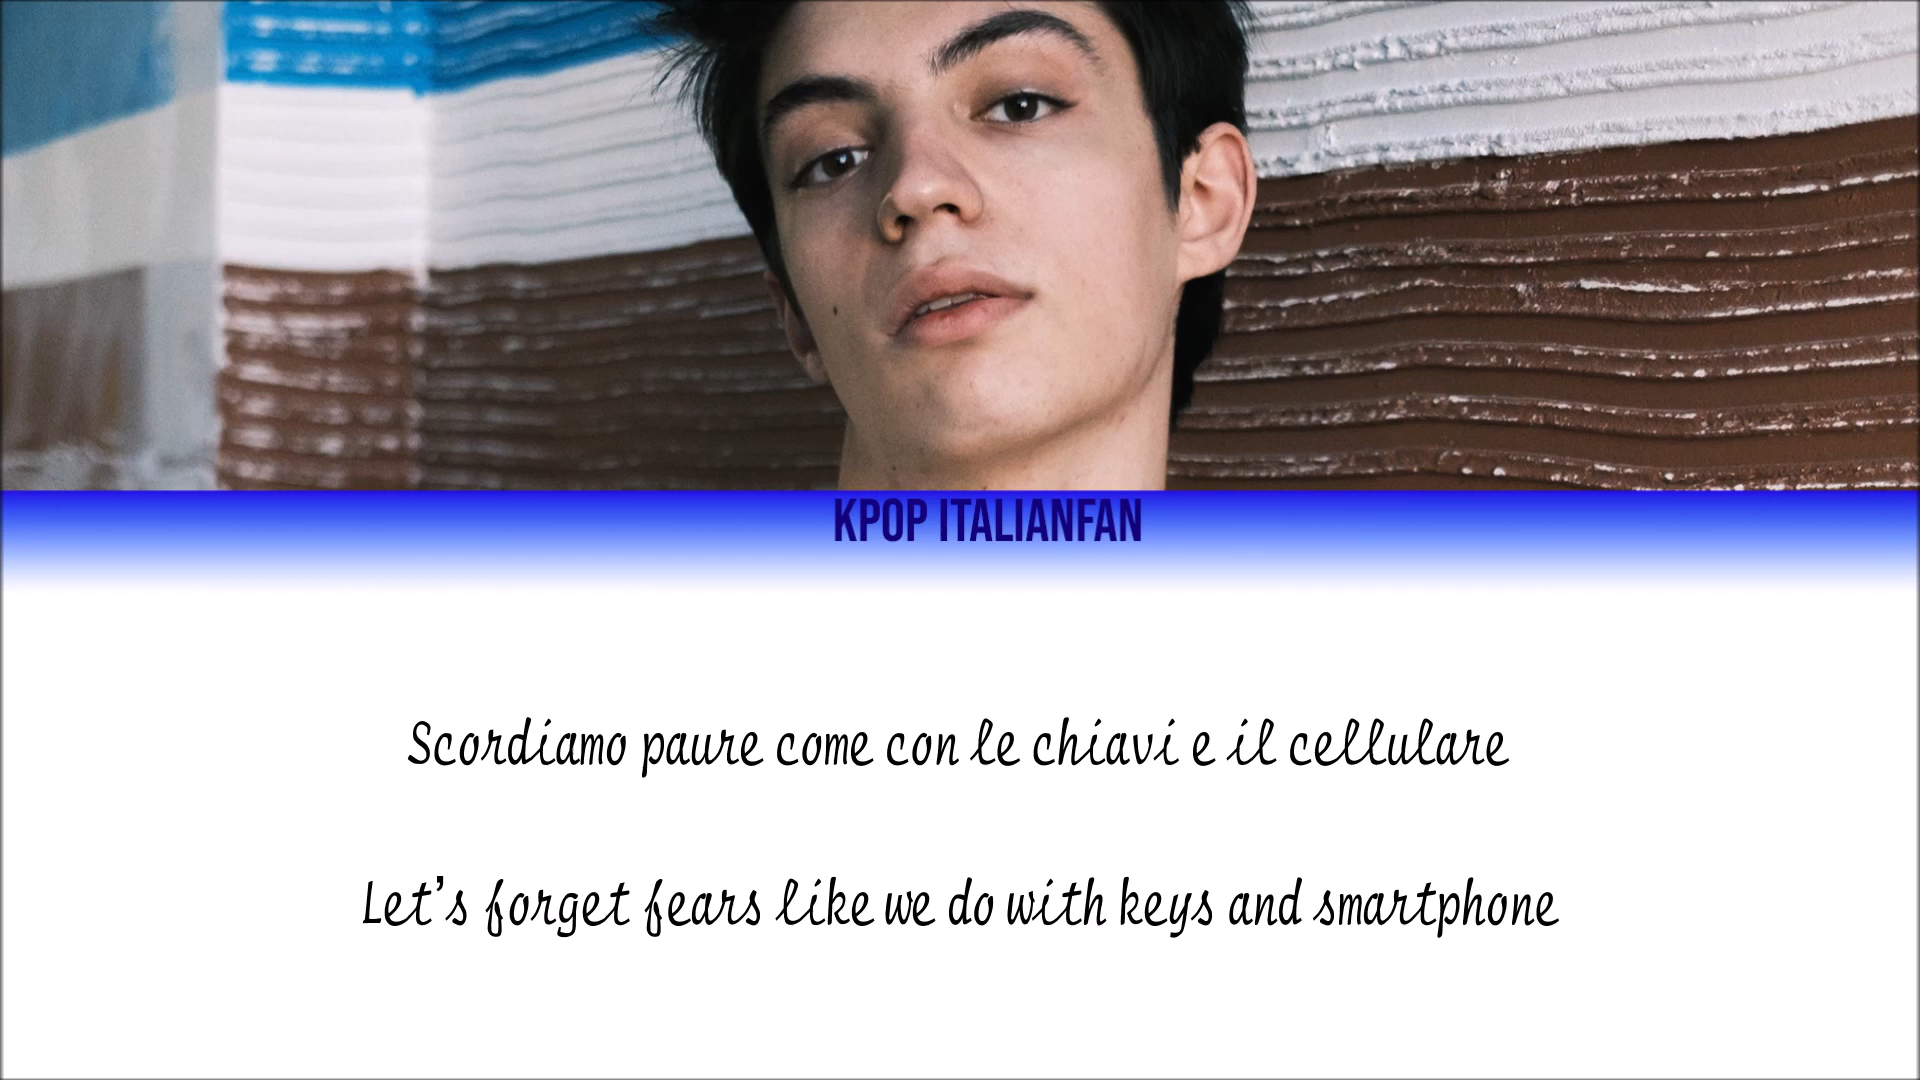 KPOP ITALIANFAN
Scordiamo paure come con le chiavi e il cellulare
Let's forget fears like we do with keys and smartphone